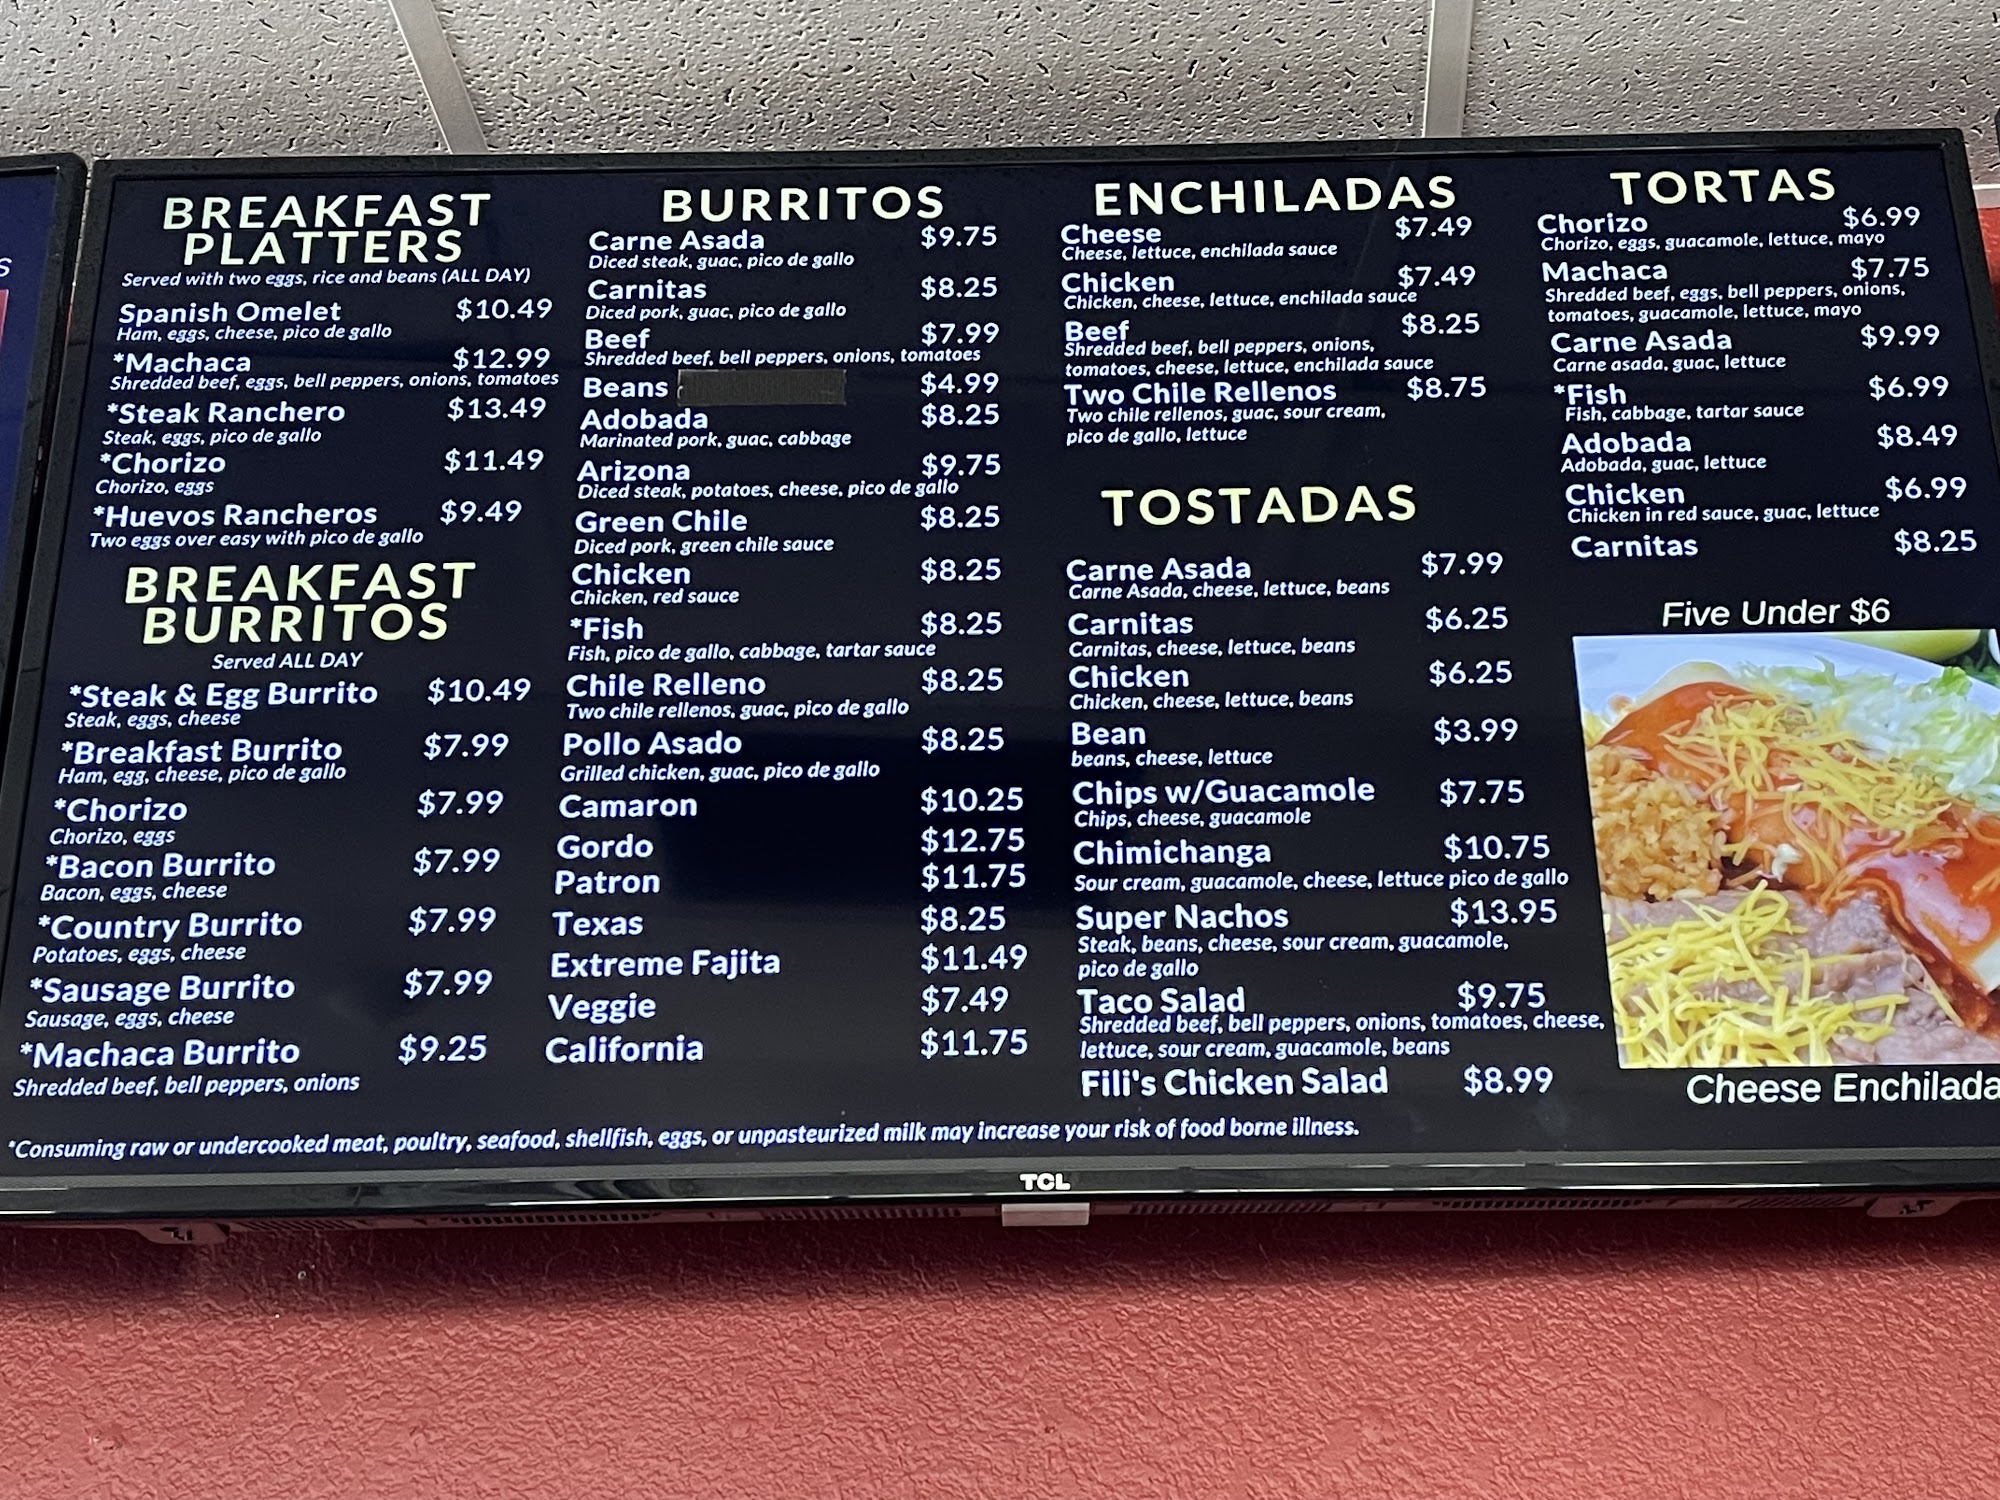 S
BREAKFAST
PLATTERS
Served with two eggs, rice and beans (ALL DAY)
Spanish Omelet $10.49
Ham, eggs, cheese, pico de gallo
*Machaca $12.99
Shredded beef, eggs, bell peppers, onions, tomatoes
*Steak Ranchero $13.49
Steak, eggs, pico de gallo
*Chorizo $11.49
Chorizo, eggs
*Huevos Rancheros $9.49
Two eggs over easy with pico de gallo
BREAKFAST
BURRITOS
Served ALL DAY
*Steak & Egg Burrito $10.49
Steak, eggs, cheese
*Breakfast Burrito $7.99
Ham, egg, cheese, pico de gallo
*Chorizo $7.99
Chorizo, eggs
*Bacon Burrito $7.99
Bacon, eggs, cheese
*Country Burrito $7.99
Potatoes, eggs, cheese
*Sausage Burrito $7.99
Sausage, eggs, cheese
*Machaca Burrito $9.25
Shredded beef, bell peppers, onions
BURRITOS
Carne Asada $9.75
Diced steak, guac, pico de gallo
Carnitas $8.25
Diced pork, guac, pico de gallo
Beef $7.99
Shredded beef, bell peppers, onions, tomatoes
Beans $4.99
Adobada $8.25
Marinated pork, guac, cabbage
Arizona $9.75
Diced steak, potatoes, cheese, pico de gallo
Green Chile $8.25
Diced pork, green chile sauce
Chicken $8.25
Chicken, red sauce
*Fish $8.25
Fish, pico de gallo, cabbage, tartar sauce
Chile Relleno $8.25
Two chile rellenos, guac, pico de gallo
Pollo Asado $8.25
Grilled chicken, guac, pico de gallo
Camaron $10.25
Gordo $12.75
Patron $11.75
Texas $8.25
Extreme Fajita $11.49
Veggie $7.49
California $11.75
ENCHILADAS
Cheese $7.49
Cheese, lettuce, enchilada sauce
Chicken $7.49
Chicken, cheese, lettuce, enchilada sauce
Beef $8.25
Shredded beef, bell peppers, onions,
tomatoes, cheese, lettuce, enchilada sauce
Two Chile Rellenos $8.75
Two chile rellenos, guac, sour cream,
pico de gallo, lettuce
TOSTADAS
Carne Asada $7.99
Carne Asada, cheese, lettuce, beans
Carnitas $6.25
Carnitas, cheese, lettuce, beans
Chicken $6.25
Chicken, cheese, lettuce, beans
Bean $3.99
beans, cheese, lettuce
Chips w/Guacamole $7.75
Chips, cheese, guacamole
Chimichanga $10.75
Sour cream, guacamole, cheese, lettuce pico de gallo
Super Nachos $13.95
Steak, beans, cheese, sour cream, guacamole,
pico de gallo
Taco Salad $9.75
Shredded beef, bell peppers, onions, tomatoes, cheese,
lettuce, sour cream, guacamole, beans
Fili's Chicken Salad $8.99
TORTAS
Chorizo $6.99
Chorizo, eggs, guacamole, lettuce, mayo
Machaca $7.75
Shredded beef, eggs, bell peppers, onions,
tomatoes, guacamole, lettuce, mayo
Carne Asada $9.99
Carne asada, guac, lettuce
*Fish $6.99
Fish, cabbage, tartar sauce
Adobada $8.49
Adobada, guac, lettuce
Chicken $6.99
Chicken in red sauce, guac, lettuce
Carnitas $8.25
Five Under $6
Cheese Enchilada
*Consuming raw or undercooked meat, poultry, seafood, shellfish, eggs, or unpasteurized milk may increase your risk of food borne illness.
TCL